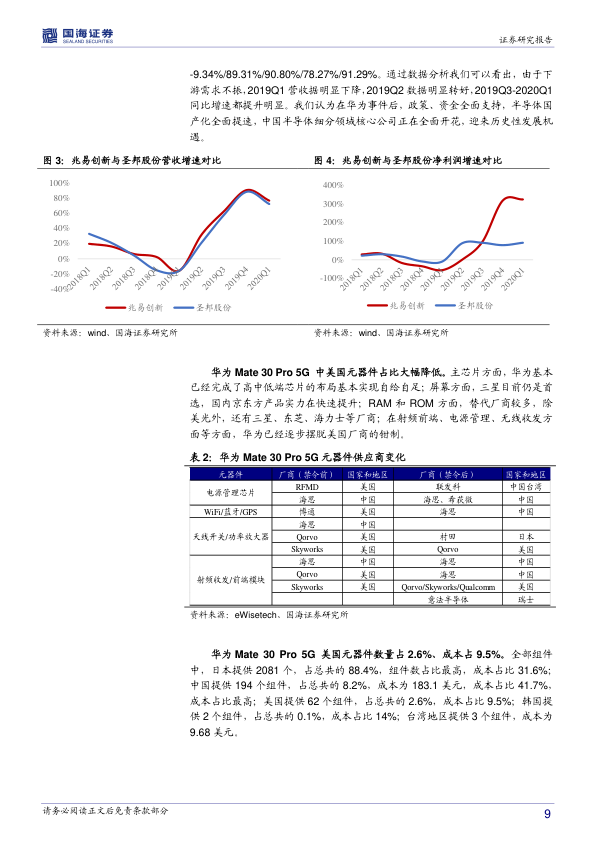 国海证券
SEALAND SECURITIES
证券研究报告
-9.34%/89.31%/90.80%/78.27%/91.29%。通过数据分析我们可以看出，由于下
游需求不振，2019Q1 营收据明显下降，2019Q2 数据明显转好，2019Q3-2020Q1
同比增速都提升明显。我们认为在华为事件后，政策、资金全面支持，半导体国
产化全面提速，中国半导体细分领域核心公司正在全面开花，迎来历史性发展机
遇。
图 3：兆易创新与圣邦股份营收增速对比
100%
80%
60%
40%
20%
0%
-20%
-40%
2018Q1 2018Q2 2018Q3 2018Q4 2019Q1 2019Q2 2019Q3 2019Q4 2020Q1
兆易创新 圣邦股份
资料来源：wind、国海证券研究所
图 4：兆易创新与圣邦股份净利润增速对比
400%
300%
200%
100%
0%
-100%
2018Q1 2018Q2 2018Q3 2018Q4 2019Q1 2019Q2 2019Q3 2019Q4 2020Q1
兆易创新 圣邦股份
资料来源：wind、国海证券研究所
华为 Mate 30 Pro 5G 中美国元器件占比大幅降低。主芯片方面，华为基本
已经完成了高中低端芯片的布局基本实现自给自足；屏幕方面，三星目前仍是首
选，国内京东方产品实力在快速提升；RAM 和 ROM 方面，替代厂商较多，除
美光外，还有三星、东芝、海力士等厂商；在射频前端、电源管理、无线收发方
面等方面，华为已经逐步摆脱美国厂商的钳制。
表 2：华为 Mate 30 Pro 5G 元器件供应商变化
元器件 厂商（禁令前） 国家和地区 厂商（禁令后） 国家和地区
电源管理芯片 RFMD 美国 联发科 中国台湾
海思 中国 海思、希荻微 中国
WiFi/蓝牙/GPS 博通 美国 海思 中国
天线开关/功率放大器 海思 中国
Qorvo 美国 村田 日本
Skyworks 美国 Qorvo 美国
射频收发/前端模块 海思 中国 海思 中国
Qorvo 美国 海思 中国
Skyworks 美国 Qorvo/Skyworks/Qualcomm 美国
意法半导体 瑞士
资料来源：eWisetech、国海证券研究所
华为 Mate 30 Pro 5G 美国元器件数量占 2.6%、成本占 9.5%。全部组件
中，日本提供 2081 个，占总共的 88.4%，组件数占比最高，成本占比 31.6%；
中国提供 194 个组件，占总共的 8.2%，成本为 183.1 美元，成本占比 41.7%，
成本占比最高；美国提供 62 个组件，占总共的 2.6%，成本占比 9.5%；韩国提
供 2 个组件，占总共的 0.1%，成本占比 14%；台湾地区提供 3 个组件，成本为
9.68 美元。
请务必阅读正文后免责条款部分
9